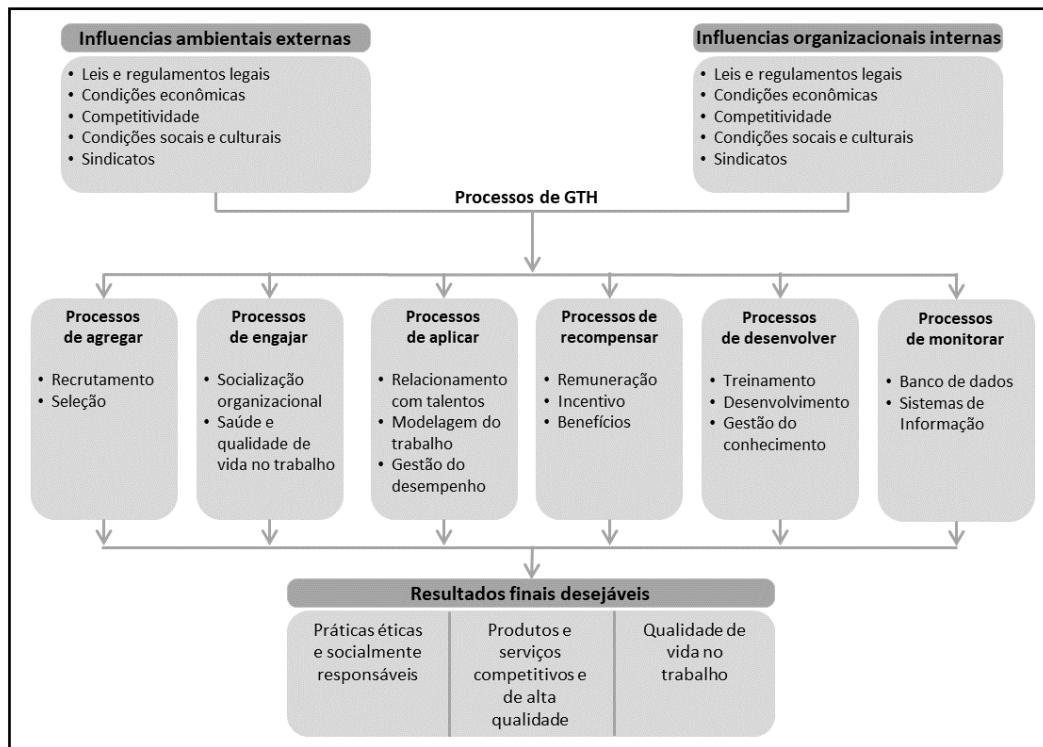 Influencias ambientais externas
• Leis e regulamentos legais
• Condições econômicas
• Competitividade
• Condições socais e culturais
• Sindicatos
Influencias organizacionais internas
• Leis e regulamentos legais
• Condições econômicas
• Competitividade
• Condições socais e culturais
• Sindicatos
Processos de GTH
Processos
de agregar
• Recrutamento
• Seleção
Processos
de engajar
• Socialização
organizacional
• Saúde e
qualidade de
vida no trabalho
Processos
de aplicar
• Relacionamento
com talentos
• Modelagem do
trabalho
• Gestão do
desempenho
Processos de
recompensar
• Remuneração
• Incentivo
• Benefícios
Processos
de desenvolver
• Treinamento
• Desenvolvimento
• Gestão do
conhecimento
Processos
de monitorar
• Banco de dados
• Sistemas de
Informação
Resultados finais desejáveis
Práticas éticas
e socialmente
responsáveis
Produtos e
serviços
competitivos e
de alta
qualidade
Qualidade de
vida no
trabalho